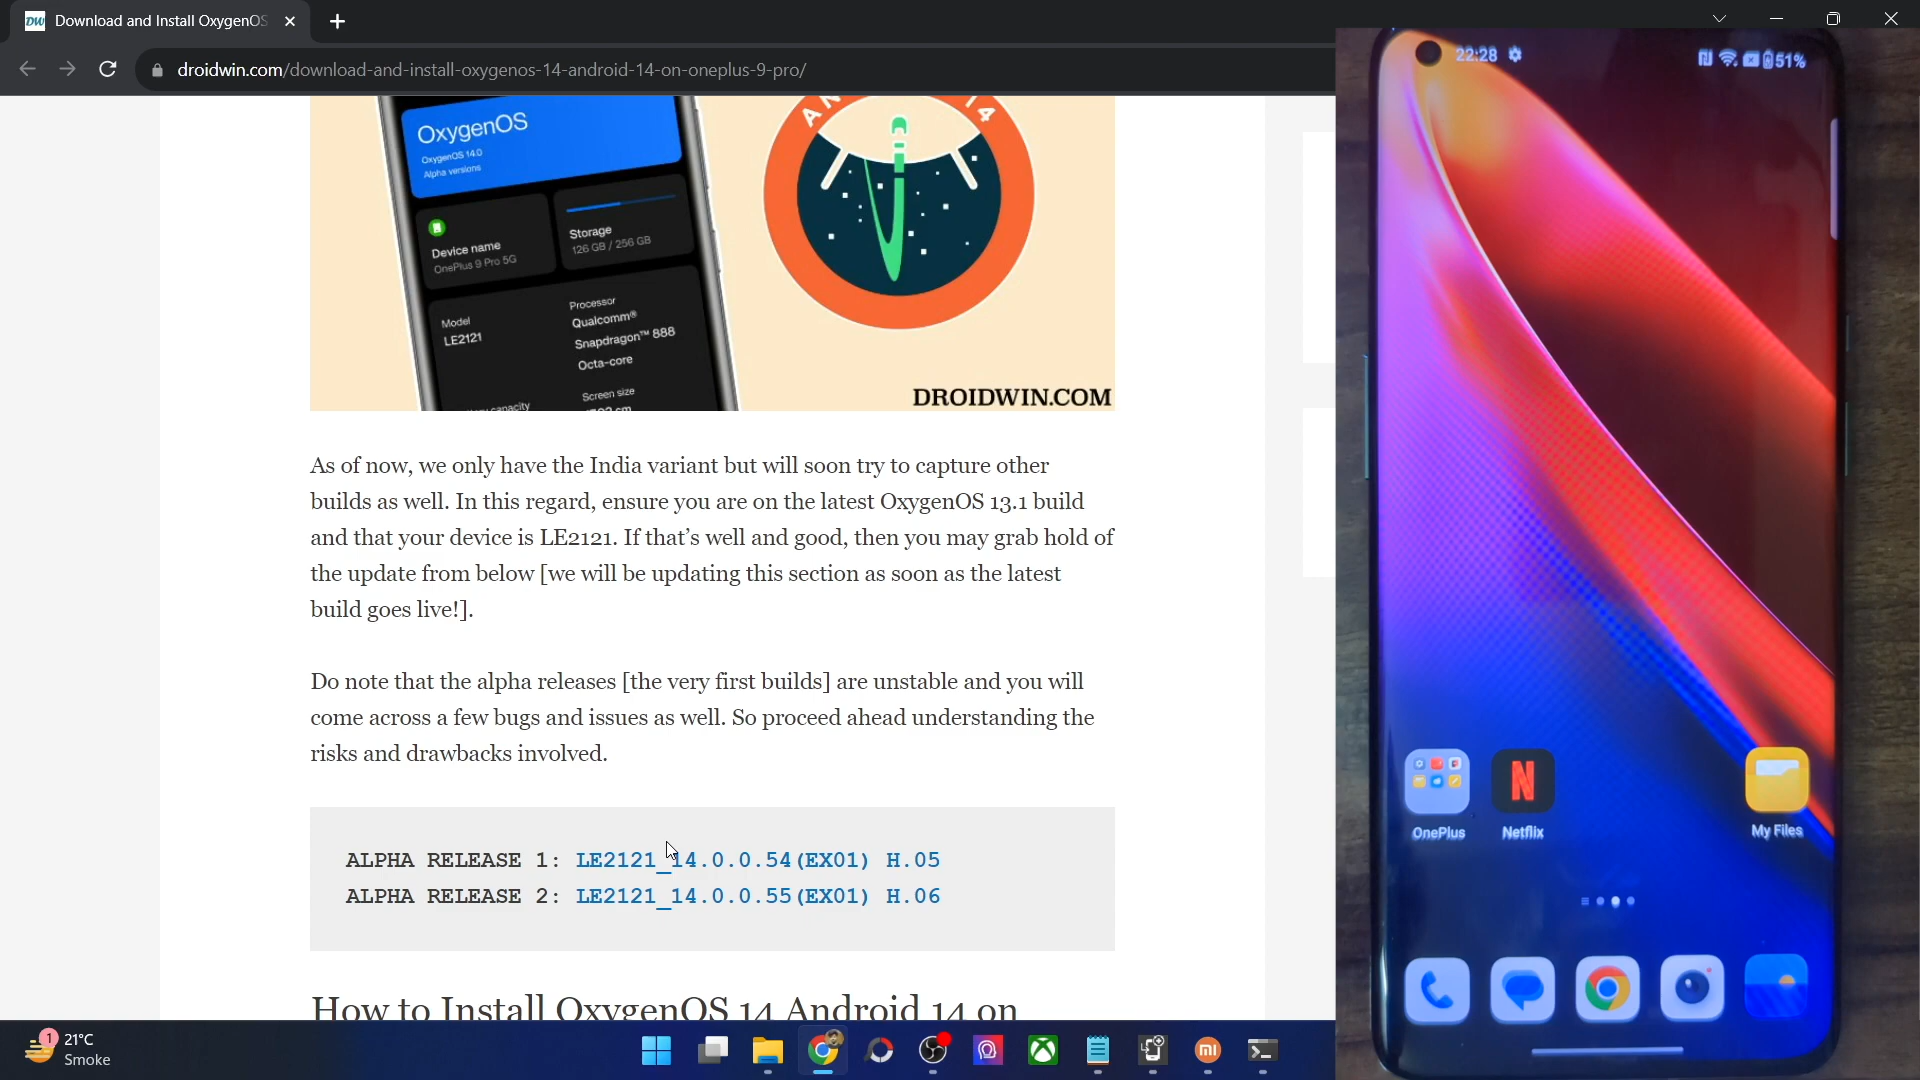 DW Download and Install OxygenOS
droidwin.com/download-and-install-oxygenos-14-android-14-on-oneplus-9-pro/
22:28
51%
ANDROID 14
OxygenOS
OxygenOS 14.0
Alpha versions
Device name
OnePlus 9 Pro 5G
Storage
126 GB / 256 GB
Model
LE2121
Processor
Qualcomm®
Snapdragon™ 888
Octa-core
Screen size
capacity
DROIDWIN.COM
As of now, we only have the India variant but will soon try to capture other
builds as well. In this regard, ensure you are on the latest OxygenOS 13.1 build
and that your device is LE2121. If that’s well and good, then you may grab hold of
the update from below [we will be updating this section as soon as the latest
build goes live!].
Do note that the alpha releases [the very first builds] are unstable and you will
come across a few bugs and issues as well. So proceed ahead understanding the
risks and drawbacks involved.
ALPHA RELEASE 1: LE2121_14.0.0.54(EX01) H.05
ALPHA RELEASE 2: LE2121_14.0.0.55(EX01) H.06
How to Install OxygenOS 14 Android 14 on
OnePlus
Netflix
My Files
1
21°C
Smoke